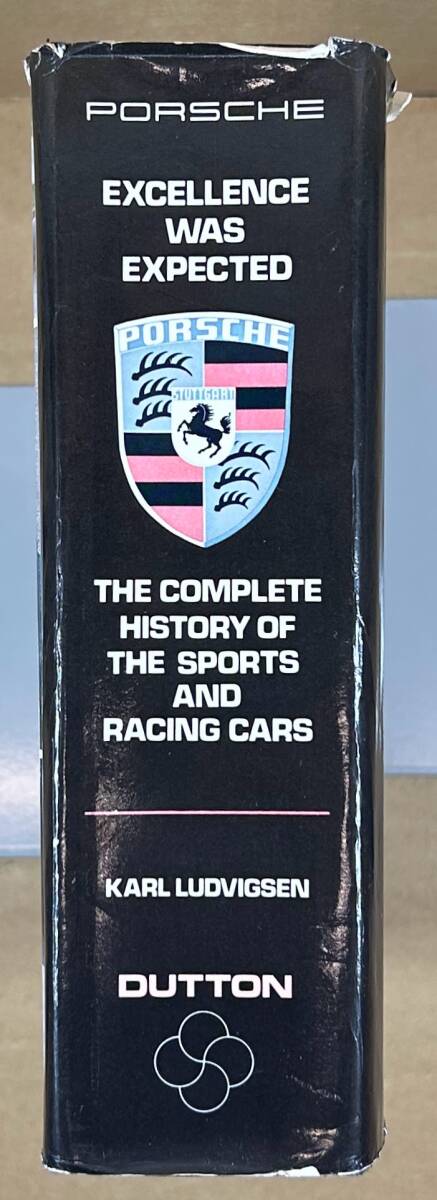 PORSCHE
EXCELLENCE
WAS
EXPECTED
PORSCHE
STUTTGART
THE COMPLETE
HISTORY OF
THE SPORTS
AND
RACING CARS
KARL LUDVIGSEN
DUTTON